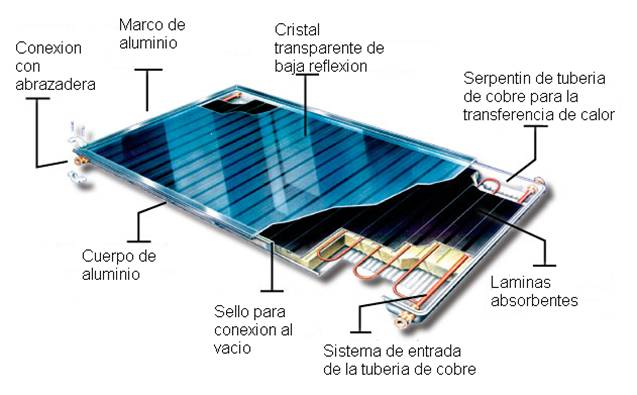 Marco de
aluminio
Cristal
transparente de
baja reflexion
Conexion
con
abrazadera
Serpentin de tuberia
de cobre para la
transferencia de calor
Cuerpo de
aluminio
Laminas
absorbentes
Sello para
conexion al
vacio
Sistema de entrada
de la tuberia de cobre